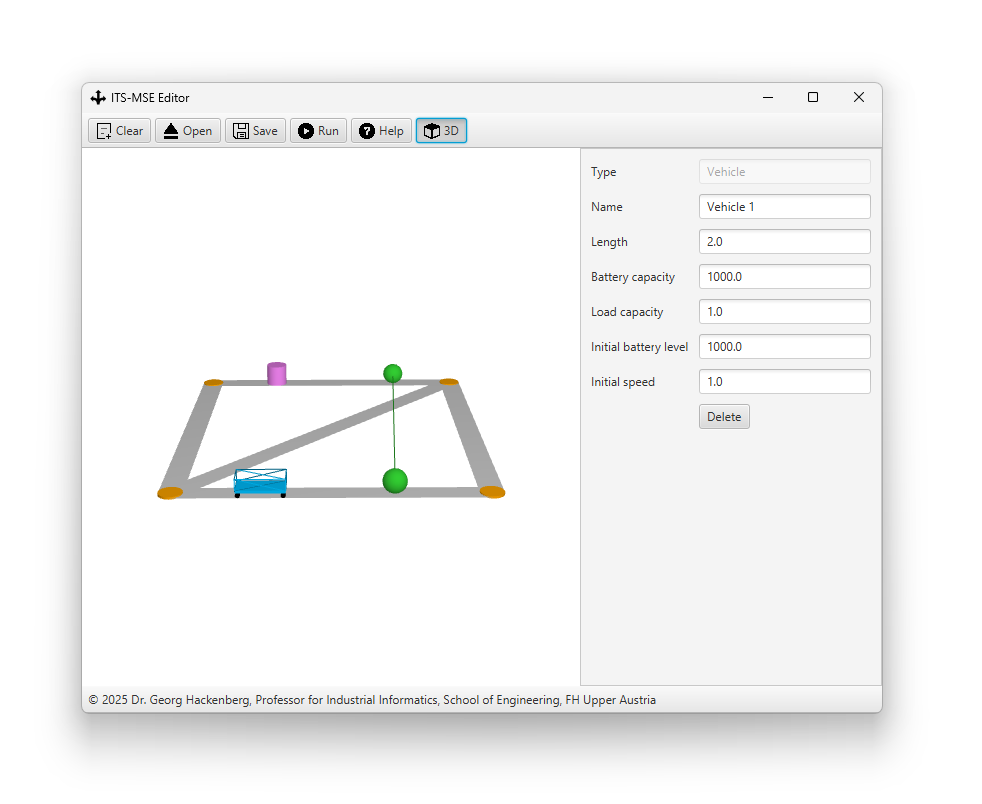 ITS-MSE Editor
Clear Open Save Run Help 3D
Type Vehicle
Name Vehicle 1
Length 2.0
Battery capacity 1000.0
Load capacity 1.0
Initial battery level 1000.0
Initial speed 1.0
Delete
© 2025 Dr. Georg Hackenberg, Professor for Industrial Informatics, School of Engineering, FH Upper Austria